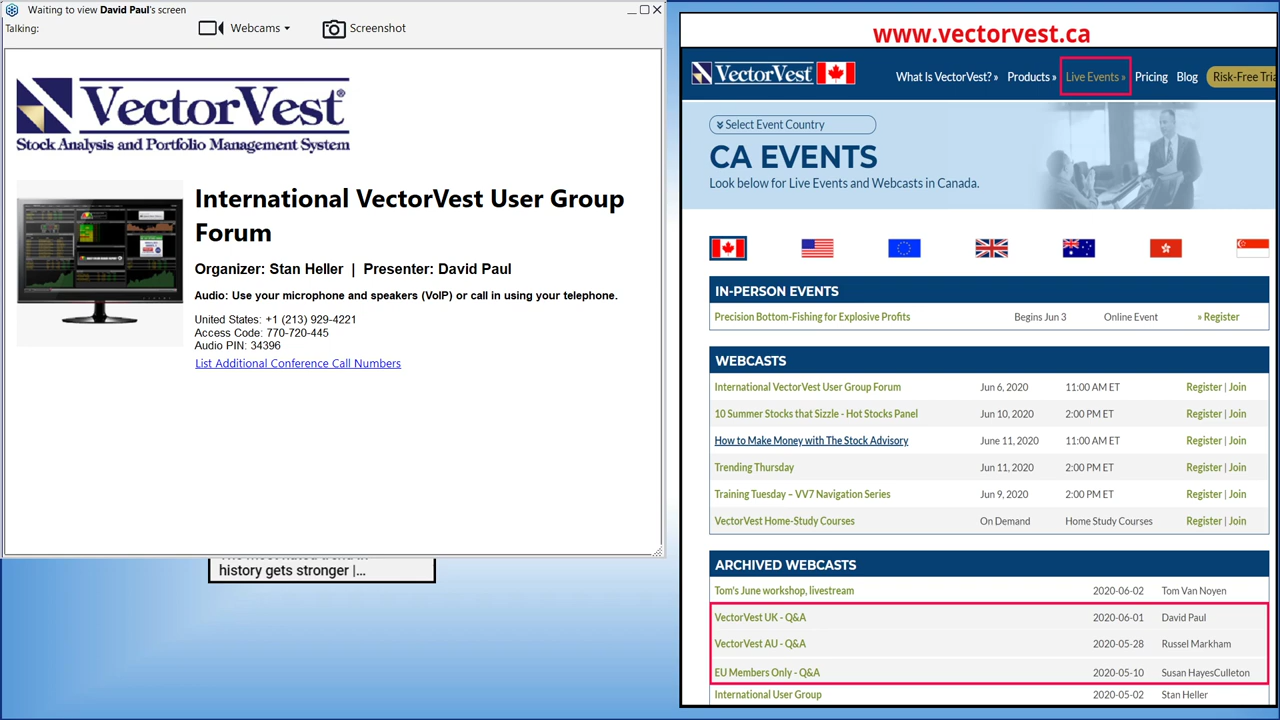 Waiting to view David Paul's screen
Talking:
Webcams
Screenshot
VectorVest®
Stock Analysis and Portfolio Management System
International VectorVest User Group
Forum
Organizer: Stan Heller | Presenter: David Paul
Audio: Use your microphone and speakers (VoIP) or call in using your telephone.
United States: +1 (213) 929-4221
Access Code: 770-720-445
Audio PIN: 34396
List Additional Conference Call Numbers
history gets stronger |...
www.vectorvest.ca
VectorVest
What Is VectorVest? » Products » Live Events » Pricing Blog Risk-Free Tria
Select Event Country
CA EVENTS
Look below for Live Events and Webcasts in Canada.
IN-PERSON EVENTS
Precision Bottom-Fishing for Explosive Profits Begins Jun 3 Online Event » Register
WEBCASTS
International VectorVest User Group Forum Jun 6, 2020 11:00 AM ET Register | Join
10 Summer Stocks that Sizzle - Hot Stocks Panel Jun 10, 2020 2:00 PM ET Register | Join
How to Make Money with The Stock Advisory June 11, 2020 11:00 AM ET Register | Join
Trending Thursday Jun 11, 2020 2:00 PM ET Register | Join
Training Tuesday – VV7 Navigation Series Jun 9, 2020 2:00 PM ET Register | Join
VectorVest Home-Study Courses On Demand Home Study Courses Register | Join
ARCHIVED WEBCASTS
Tom's June workshop, livestream 2020-06-02 Tom Van Noyen
VectorVest UK - Q&A 2020-06-01 David Paul
VectorVest AU - Q&A 2020-05-28 Russel Markham
EU Members Only - Q&A 2020-05-10 Susan HayesCulleton
International User Group 2020-05-02 Stan Heller